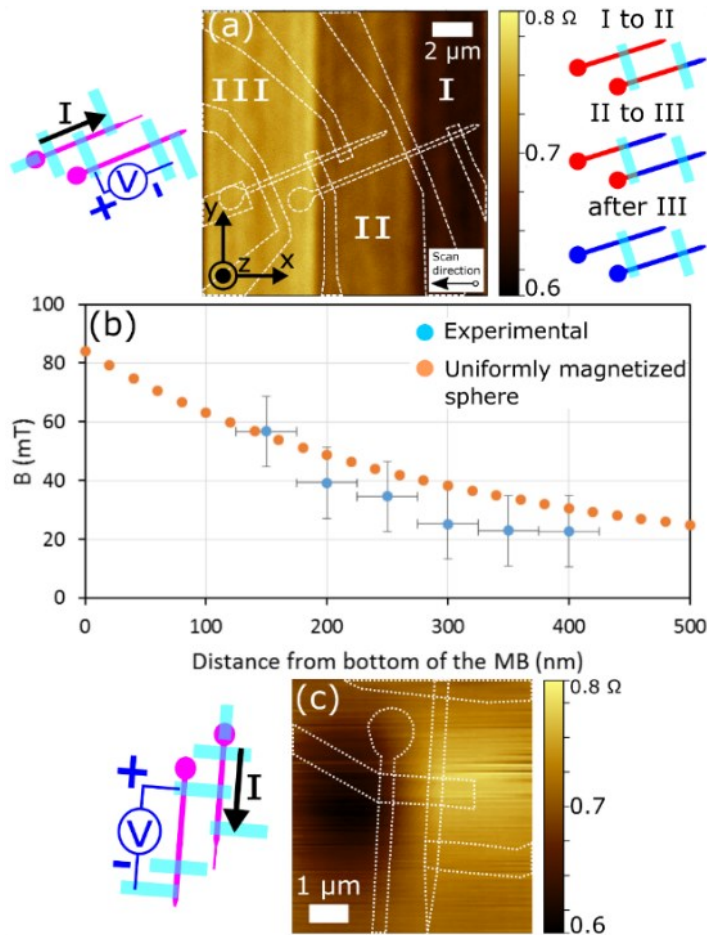 (a)
0.8 Ω
2 μm
I to II
III
I
I
II to III
V
+
-
0.7
y
II
after III
z
x
Scan
direction
0.6
100
(b)
Experimental
80
Uniformly magnetized
sphere
60
B (mT)
40
20
0
0
100
200
300
400
500
Distance from bottom of the MB (nm)
(c)
0.8 Ω
+
I
V
0.7
-
1 μm
0.6